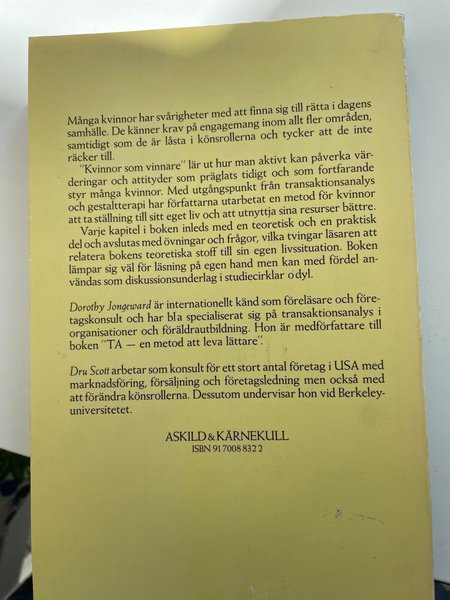 Många kvinnor har svårigheter med att finna sig till rätta i dagens
samhälle. De känner krav på engagemang inom allt fler områden,
samtidigt som de är låsta i könsrollerna och tycker att de inte
räcker till.
"Kvinnor som vinnare" lär ut hur man aktivt kan påverka vär-
deringar och attityder som präglats tidigt och som fortfarande
styr många kvinnor. Med utgångspunkt från transaktionsanalys
och gestaltterapi har författarna utarbetat en metod för kvinnor
att ta ställning till sitt eget liv och att utnyttja sina resurser bättre.
Varje kapitel i boken inleds med en teoretisk och en praktisk
del och avslutas med övningar och frågor, vilka tvingar läsaren att
relatera bokens teoretiska stoff till sin egen livssituation. Boken
lämpar sig väl för läsning på egen hand men kan med fördel an-
vändas som diskussionsunderlag i studiecirklar o dyl.
Dorothy Jongeward är internationellt känd som föreläsare och före-
tagskonsult och har bl a specialiserat sig på transaktionsanalys i
organisationer och föräldrautbildning. Hon är medförfattare till
boken "TA — en metod att leva lättare".
Dru Scott arbetar som konsult för ett stort antal företag i USA med
marknadsföring, försäljning och företagsledning men också med
att förändra könsrollerna. Dessutom undervisar hon vid Berkeley-
universitetet.
ASKILD & KÄRNEKULL
ISBN 91 7008 832 2